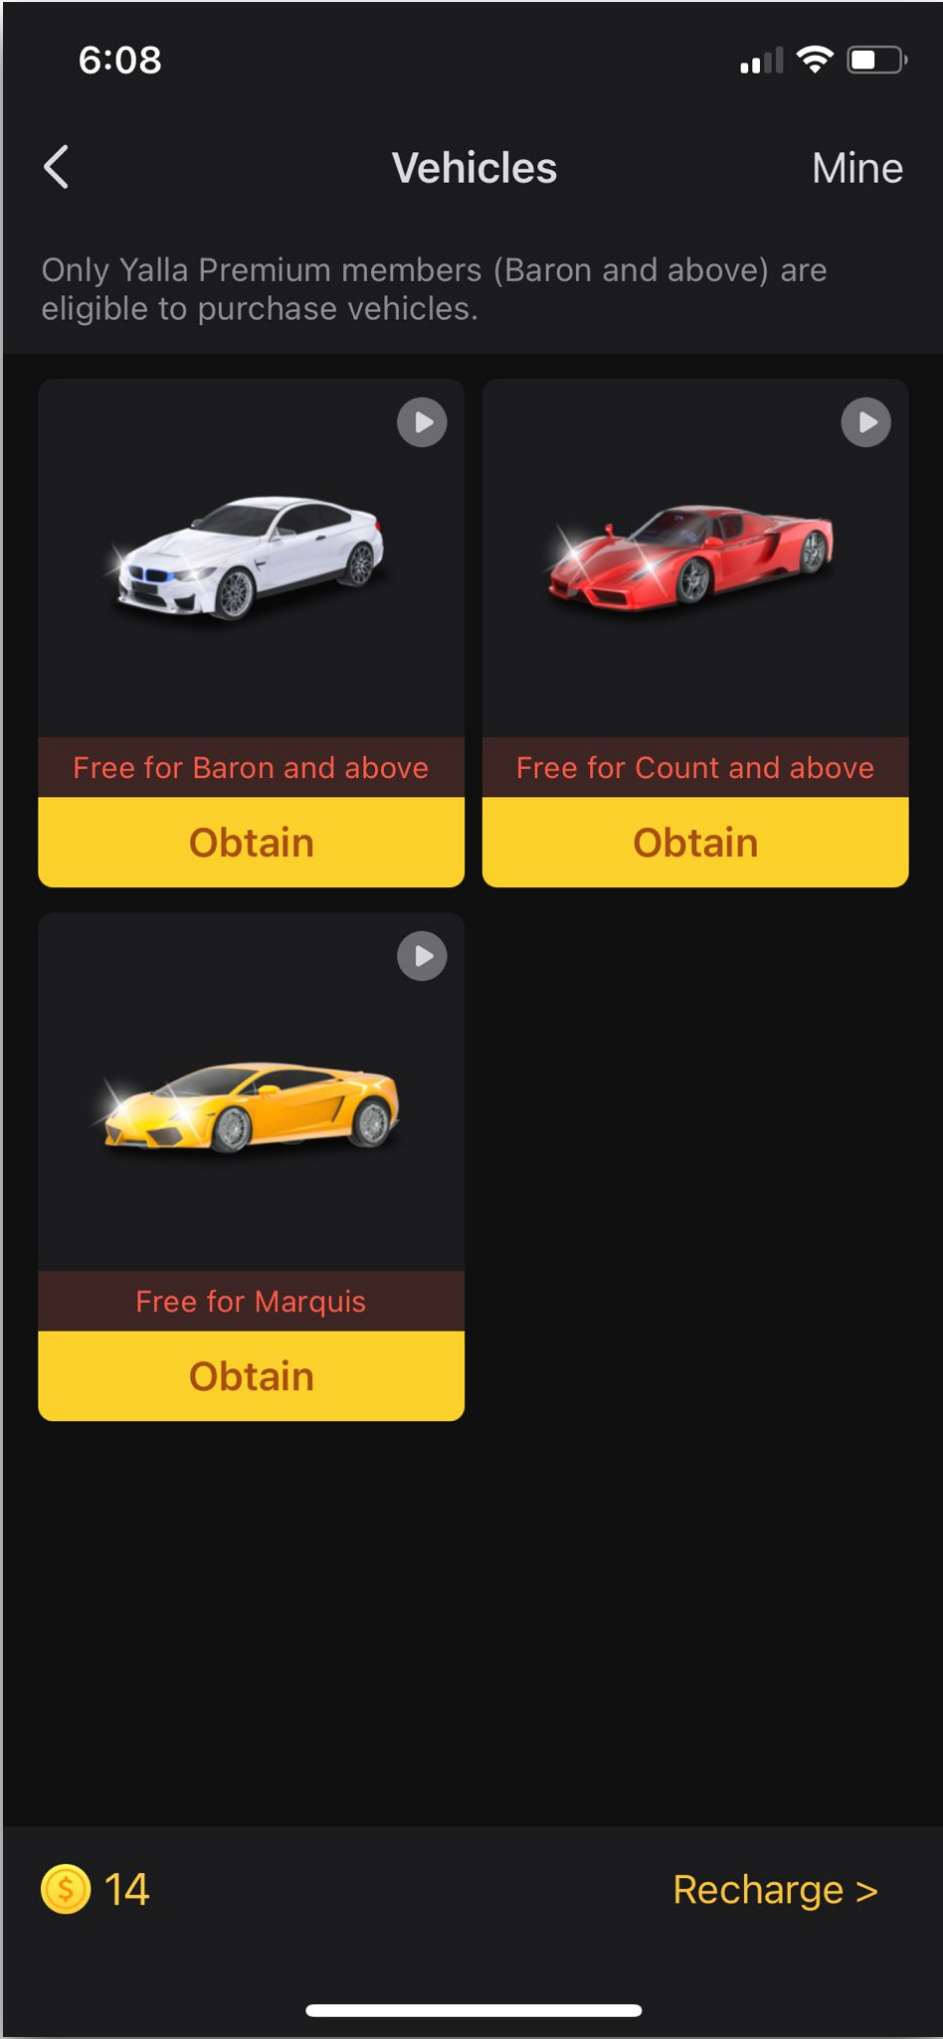 6:08
Vehicles
Mine
Only Yalla Premium members (Baron and above) are
eligible to purchase vehicles.
Free for Baron and above
Free for Count and above
Obtain
Obtain
Free for Marquis
Obtain
14
Recharge >